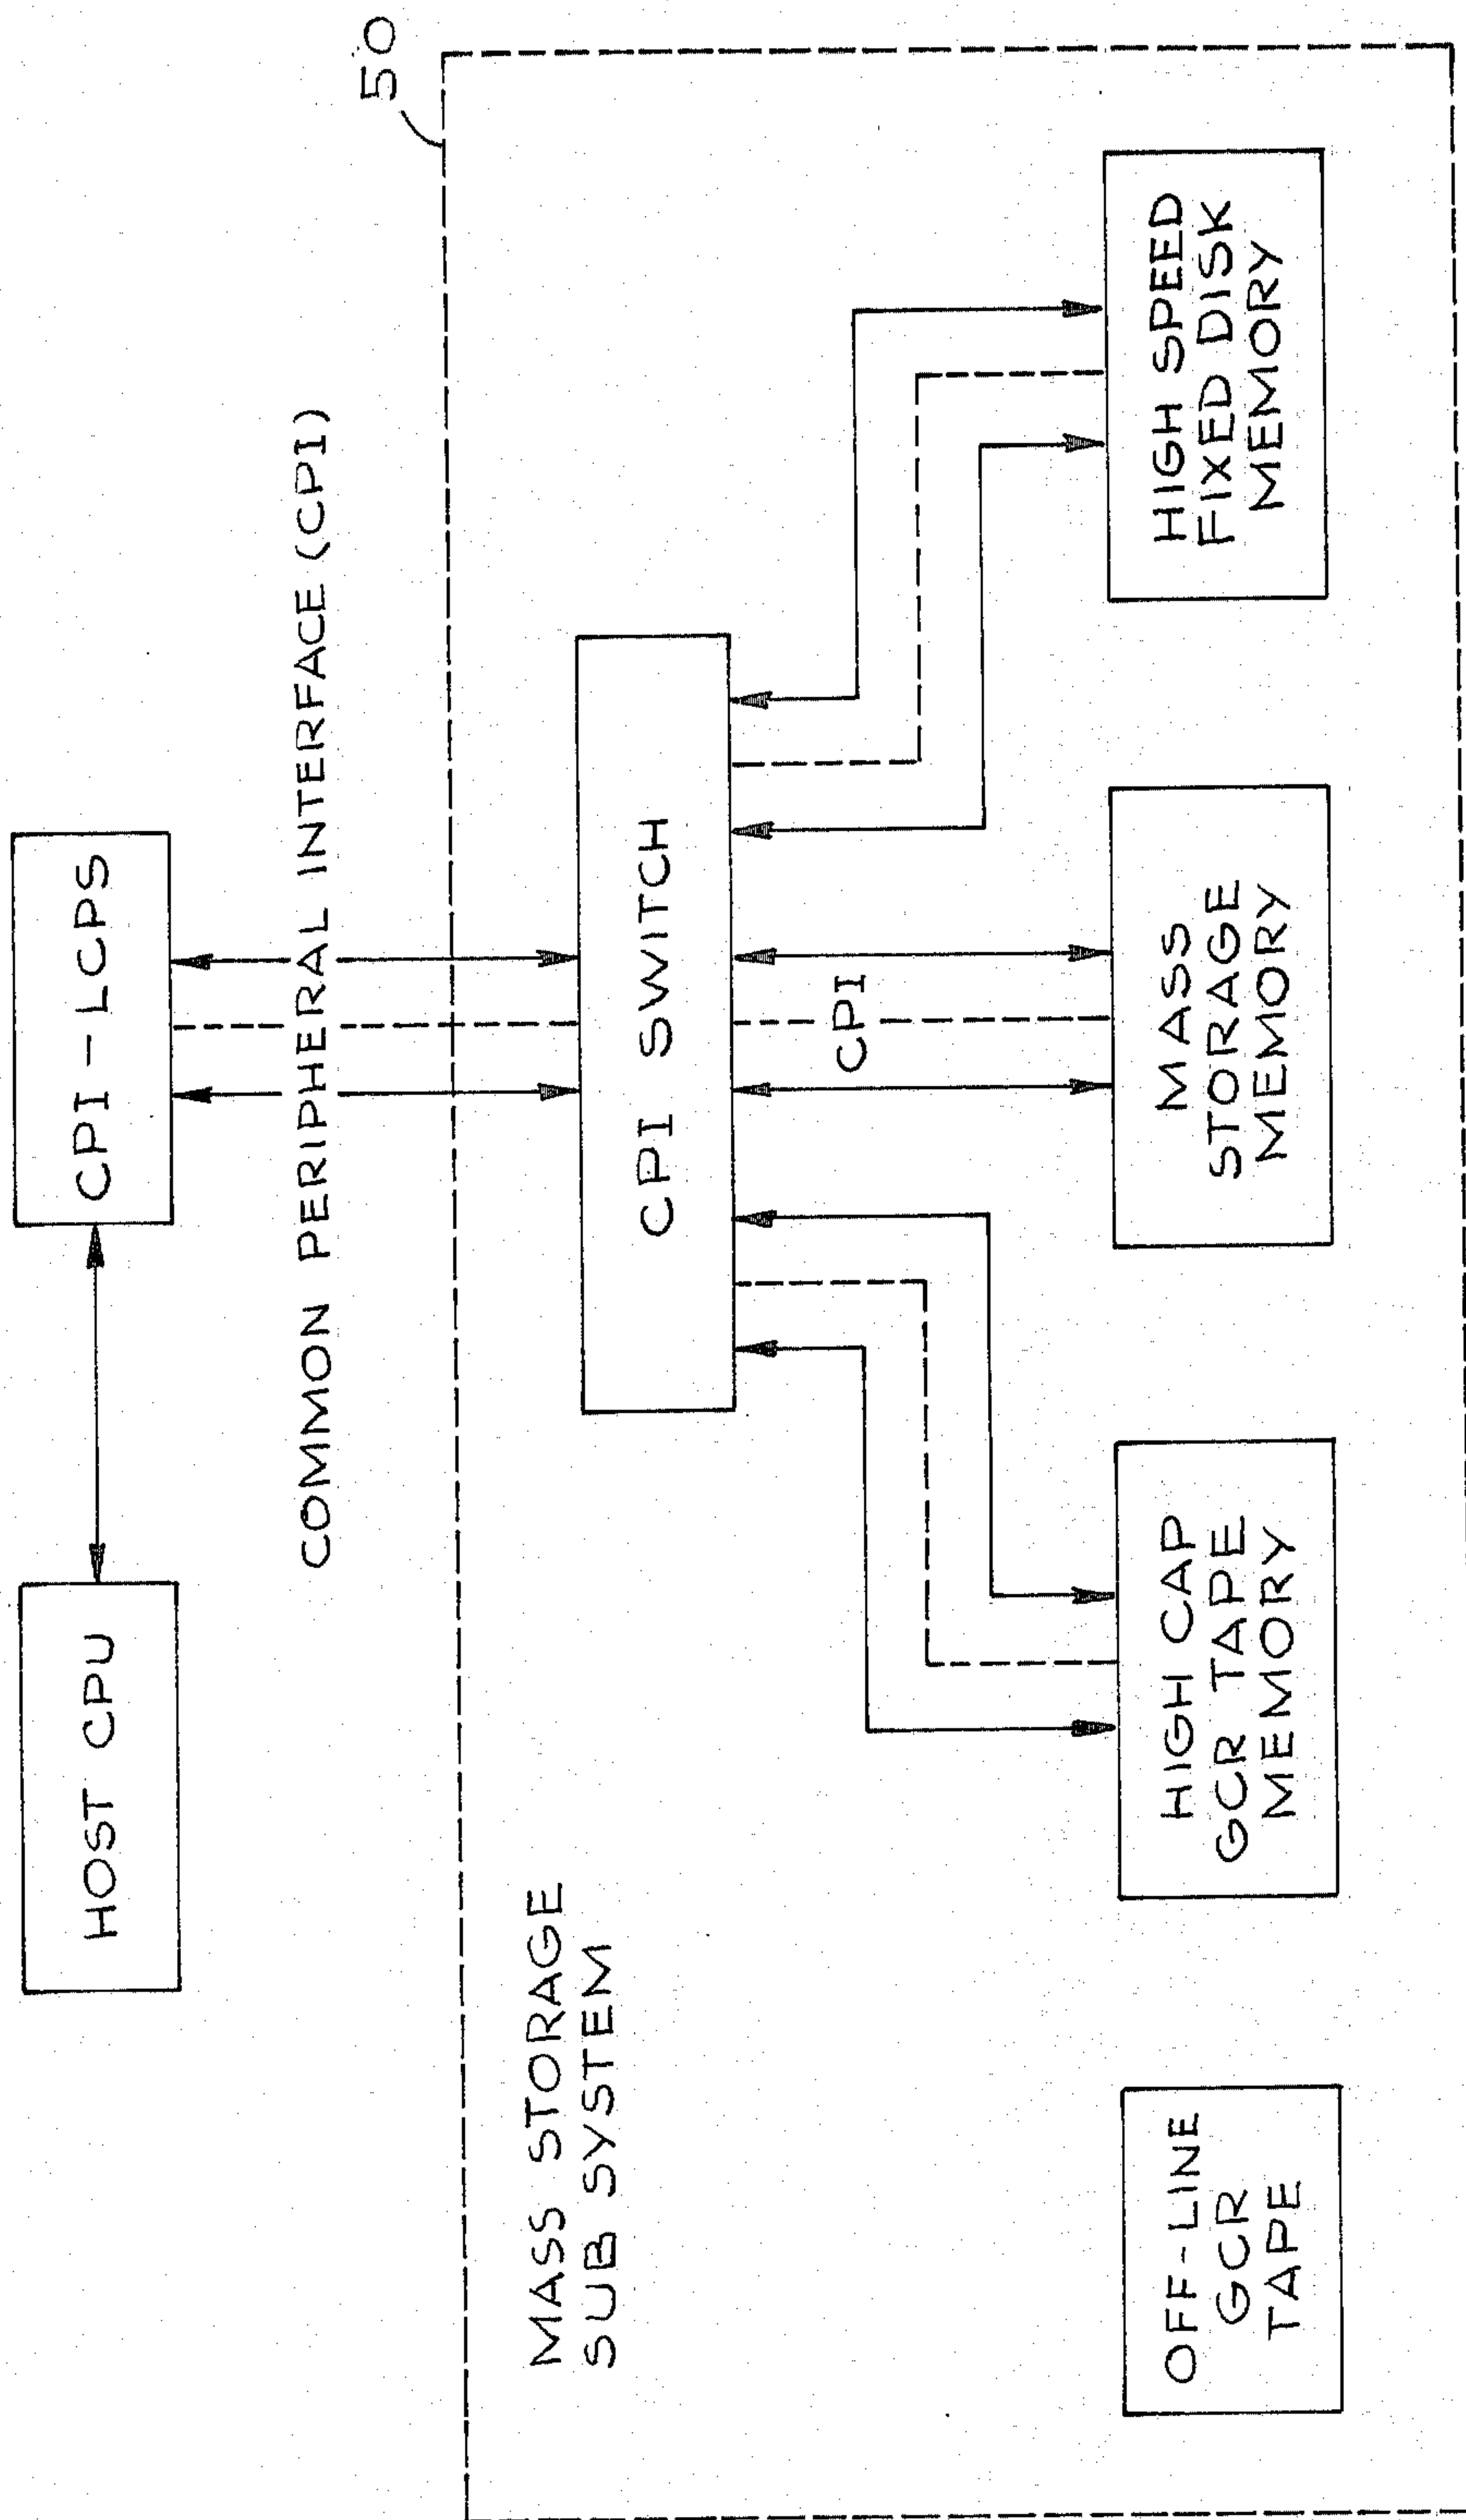 HOST CPU
CPI-LCPS
COMMON PERIPHERAL INTERFACE (CPI)
50
MASS STORAGE
SUB SYSTEM
CPI SWITCH
CPI
OFF-LINE
GCR
TAPE
HIGH CAP
GCR TAPE
MEMORY
MASS
STORAGE
MEMORY
HIGH SPEED
FIXED DISK
MEMORY